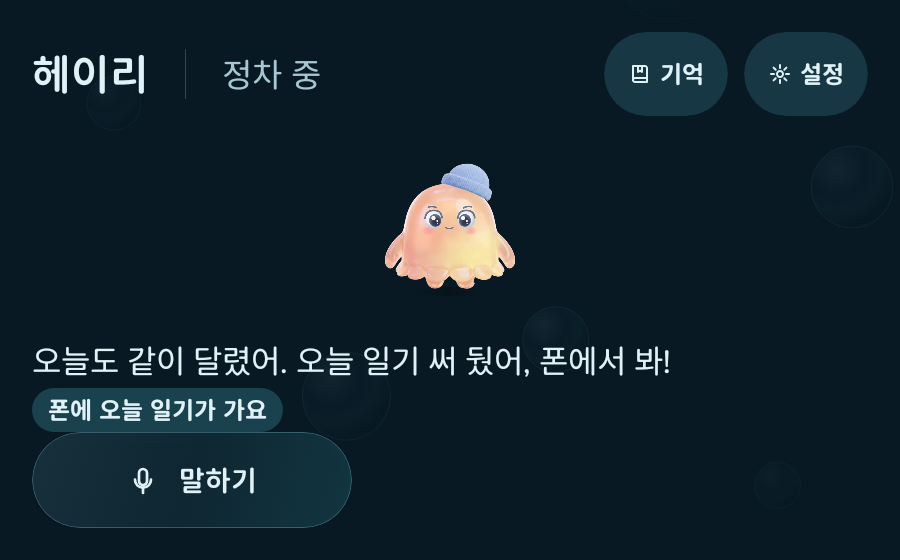 헤이리
정차 중
기억
설정
오늘도 같이 달렸어. 오늘 일기 써 뒀어, 폰에서 봐!
폰에 오늘 일기가 가요
말하기